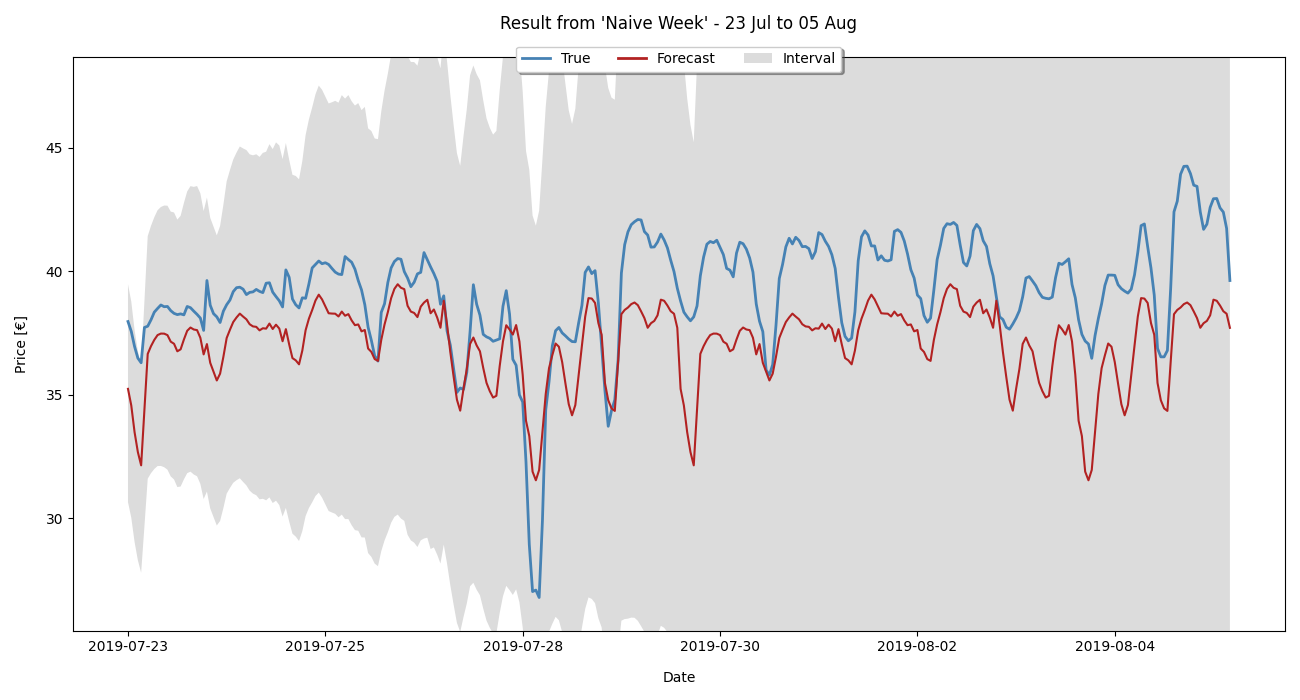 Result from 'Naive Week' - 23 Jul to 05 Aug
True Forecast Interval
45
40
35
30
Price [€]
2019-07-23 2019-07-25 2019-07-28 2019-07-30 2019-08-02 2019-08-04
Date